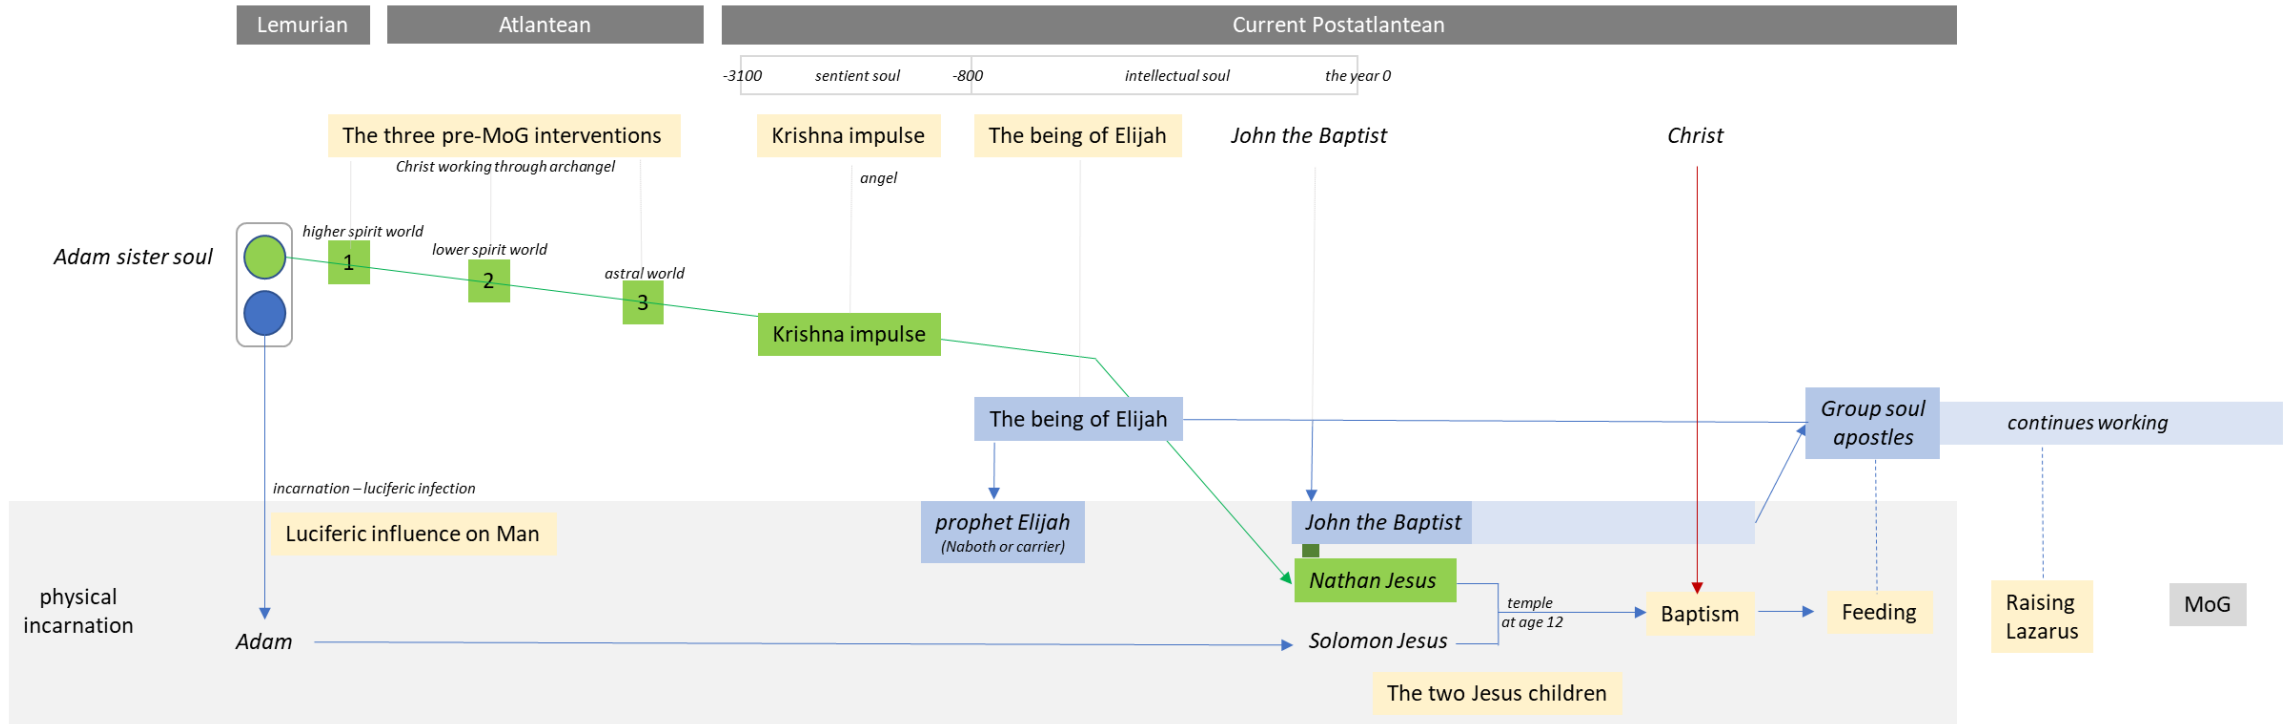 Lemurian
Atlantean
Current Postatlantean
-3100
sentient soul
-800
intellectual soul
the year 0
The three pre-MoG interventions
Krishna impulse
The being of Elijah
John the Baptist
Christ
Christ working through archangel
angel
higher spirit world
Adam sister soul
1
lower spirit world
2
astral world
3
Krishna impulse
The being of Elijah
Group soul
apostles
continues working
incarnation – luciferic infection
Luciferic influence on Man
prophet Elijah
(Naboth or carrier)
John the Baptist
Nathan Jesus
physical
incarnation
temple
at age 12
Baptism
Feeding
Raising
Lazarus
MoG
Adam
Solomon Jesus
The two Jesus children